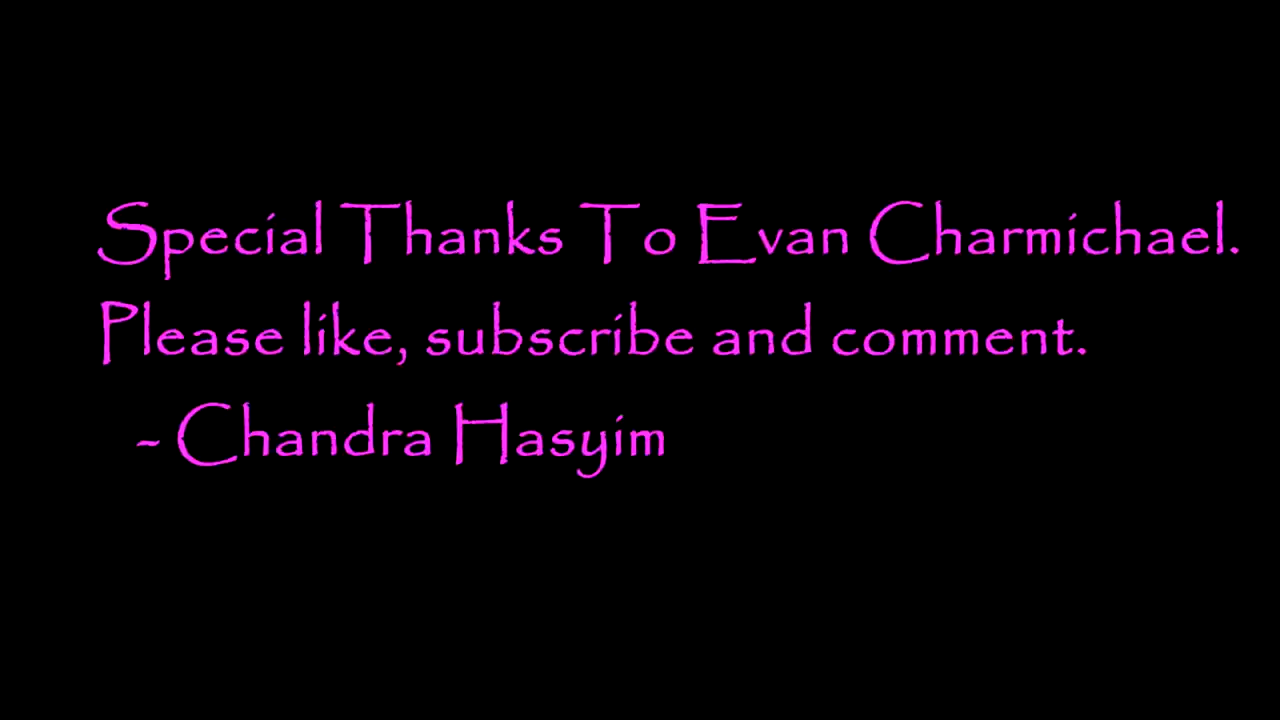 Special Thanks To Evan Charmichael.
Please like, subscribe and comment.
- Chandra Hasyim